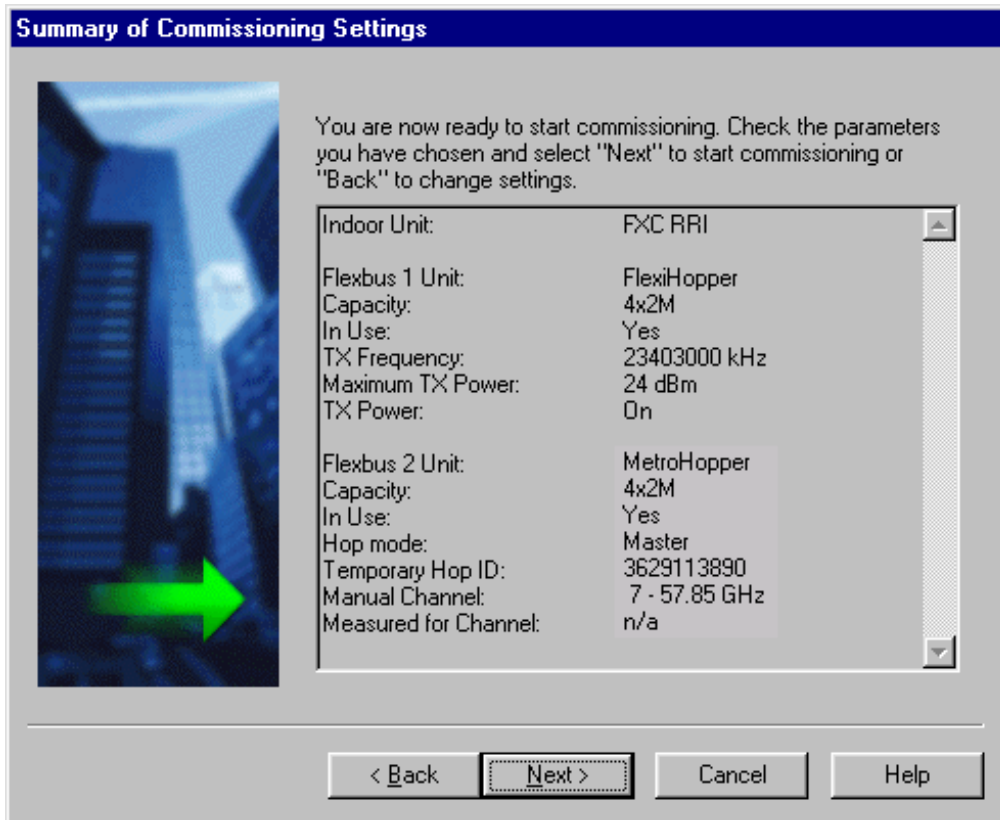 Summary of Commissioning Settings
You are now ready to start commissioning. Check the parameters
you have chosen and select "Next" to start commissioning or
"Back" to change settings.
Indoor Unit: FXC RRI
Flexbus 1 Unit: FlexiHopper
Capacity: 4x2M
In Use: Yes
TX Frequency: 23403000 kHz
Maximum TX Power: 24 dBm
TX Power: On
Flexbus 2 Unit: MetroHopper
Capacity: 4x2M
In Use: Yes
Hop mode: Master
Temporary Hop ID: 3629113890
Manual Channel: 7 - 57.85 GHz
Measured for Channel: n/a
< Back Next > Cancel Help